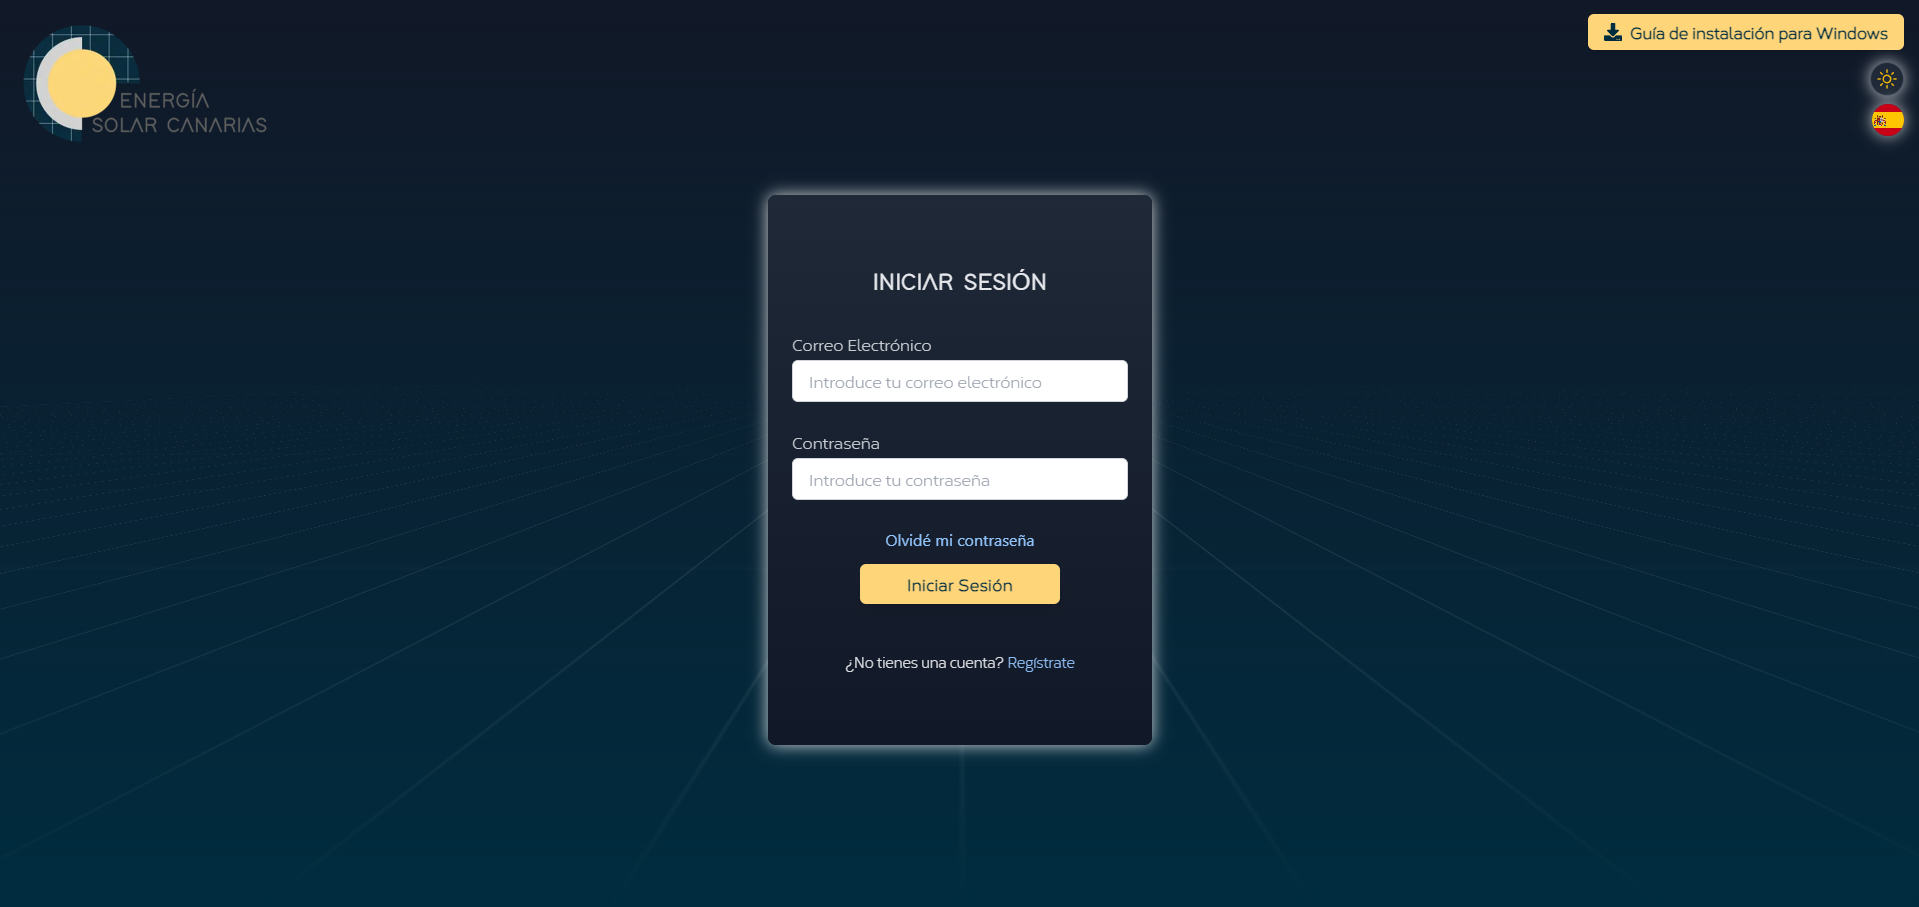 Guía de instalación para Windows
ENERGÍA
SOLAR CANARIAS
INICIAR SESIÓN
Correo Electrónico
Introduce tu correo electrónico
Contraseña
Introduce tu contraseña
Olvidé mi contraseña
Iniciar Sesión
¿No tienes una cuenta? Regístrate